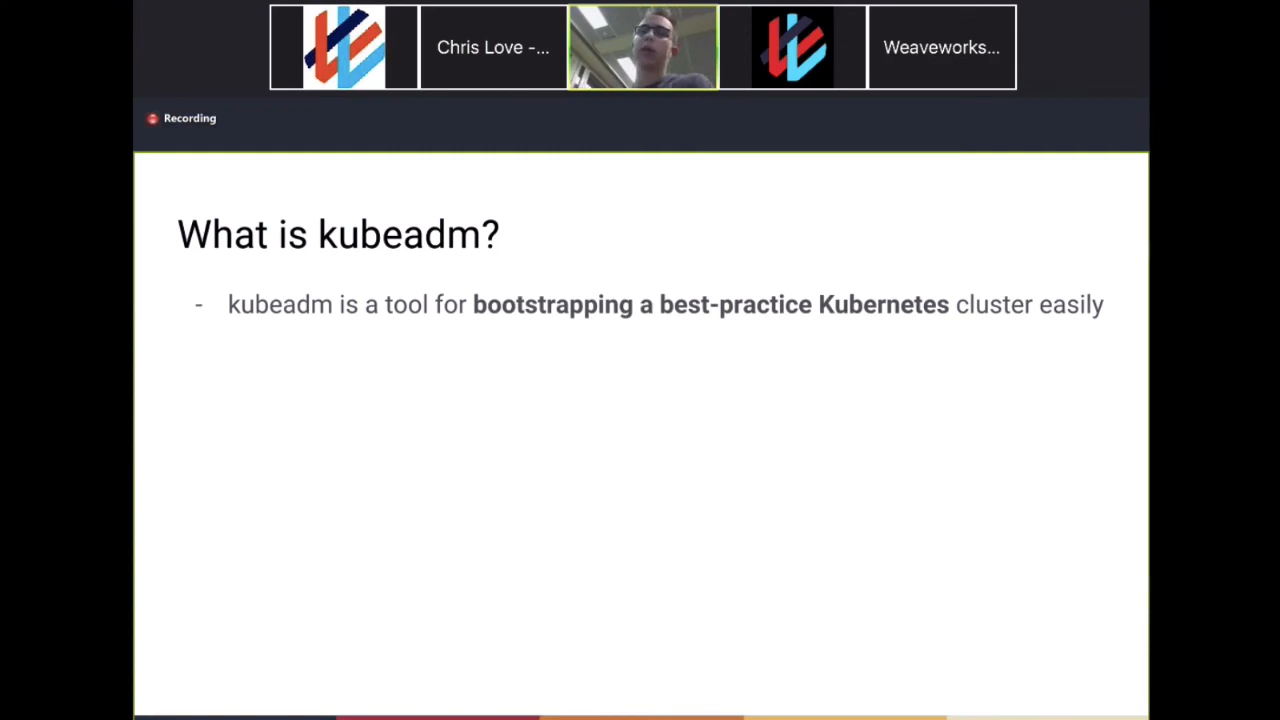 Chris Love -...
Weaveworks...
Recording
What is kubeadm?
- kubeadm is a tool for bootstrapping a best-practice Kubernetes cluster easily